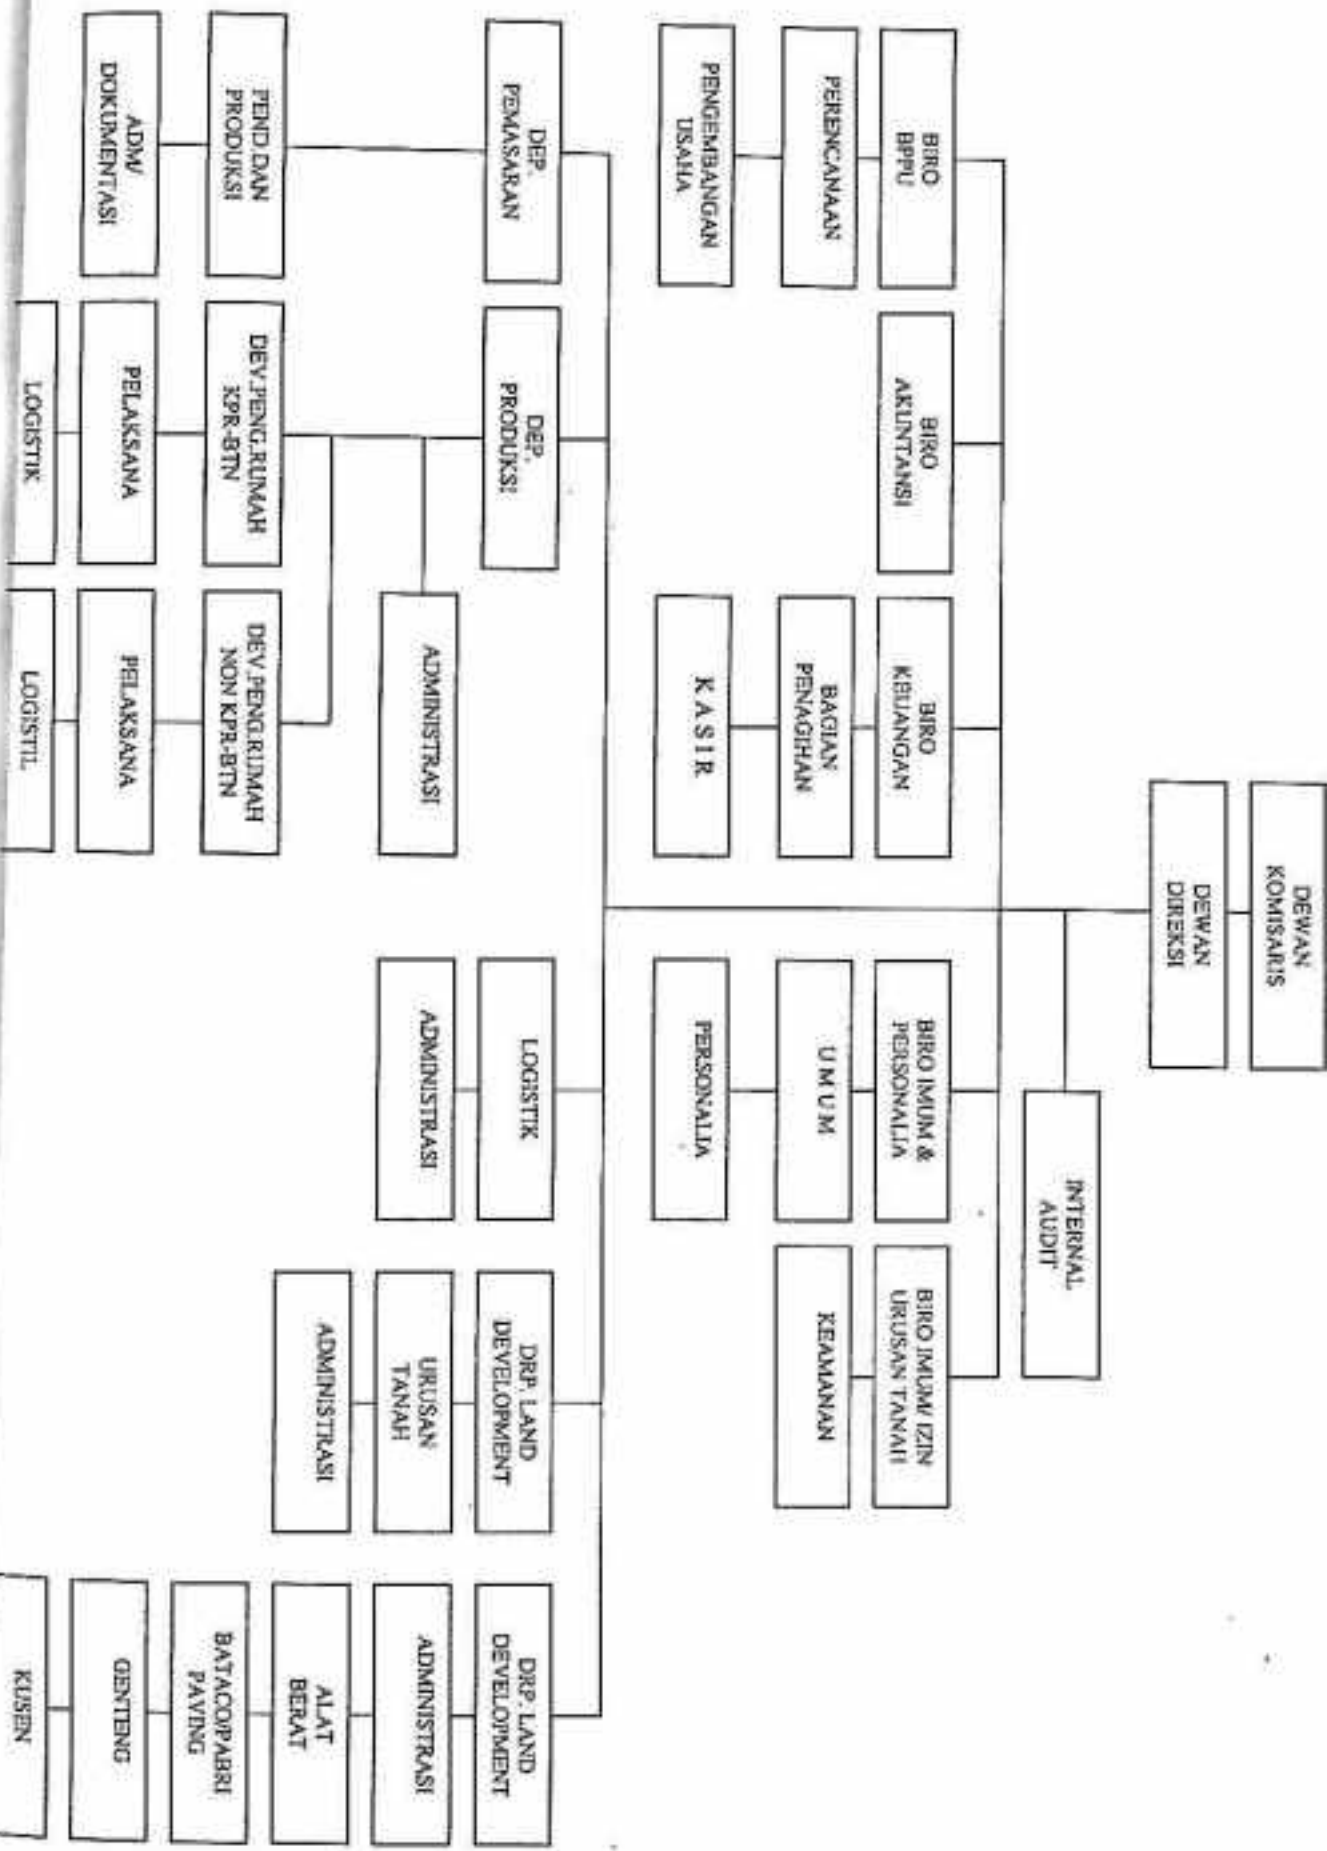 DEWAN
KOMISARIS
DEWAN
DIREKSI
INTERNAL
AUDIT
BIRO
BPPU
BIRO
AKUNTANSI
BIRO
KEUANGAN
BIRO IMUM &
PERSONALIA
BIRO IMUM/ IZIN
URUSAN TANAH
PERENCANAAN
BAGIAN
PENAGIHAN
U M U M
KEAMANAN
PENGEMBANGAN
USAHA
K A S I R
PERSONALIA
DEP.
PEMASARAN
DEP.
PRODUKSI
LOGISTIK
DRP. LAND
DEVELOPMENT
DRP. LAND
DEVELOPMENT
ADMINISTRASI
ADMINISTRASI
URUSAN
TANAH
ADMINISTRASI
PEND.DAN
PRODUKSI
DEV.PENG.RUMAH
KPR-BTN
DEV.PENG.RUMAH
NON KPR-BTN
ADMINISTRASI
ALAT
BERAT
ADM/
DOKUMENTASI
PELAKSANA
PELAKSANA
BATACO/PABRI
PAVING
LOGISTIK
LOGISTIL
GENTENG
KUSEN